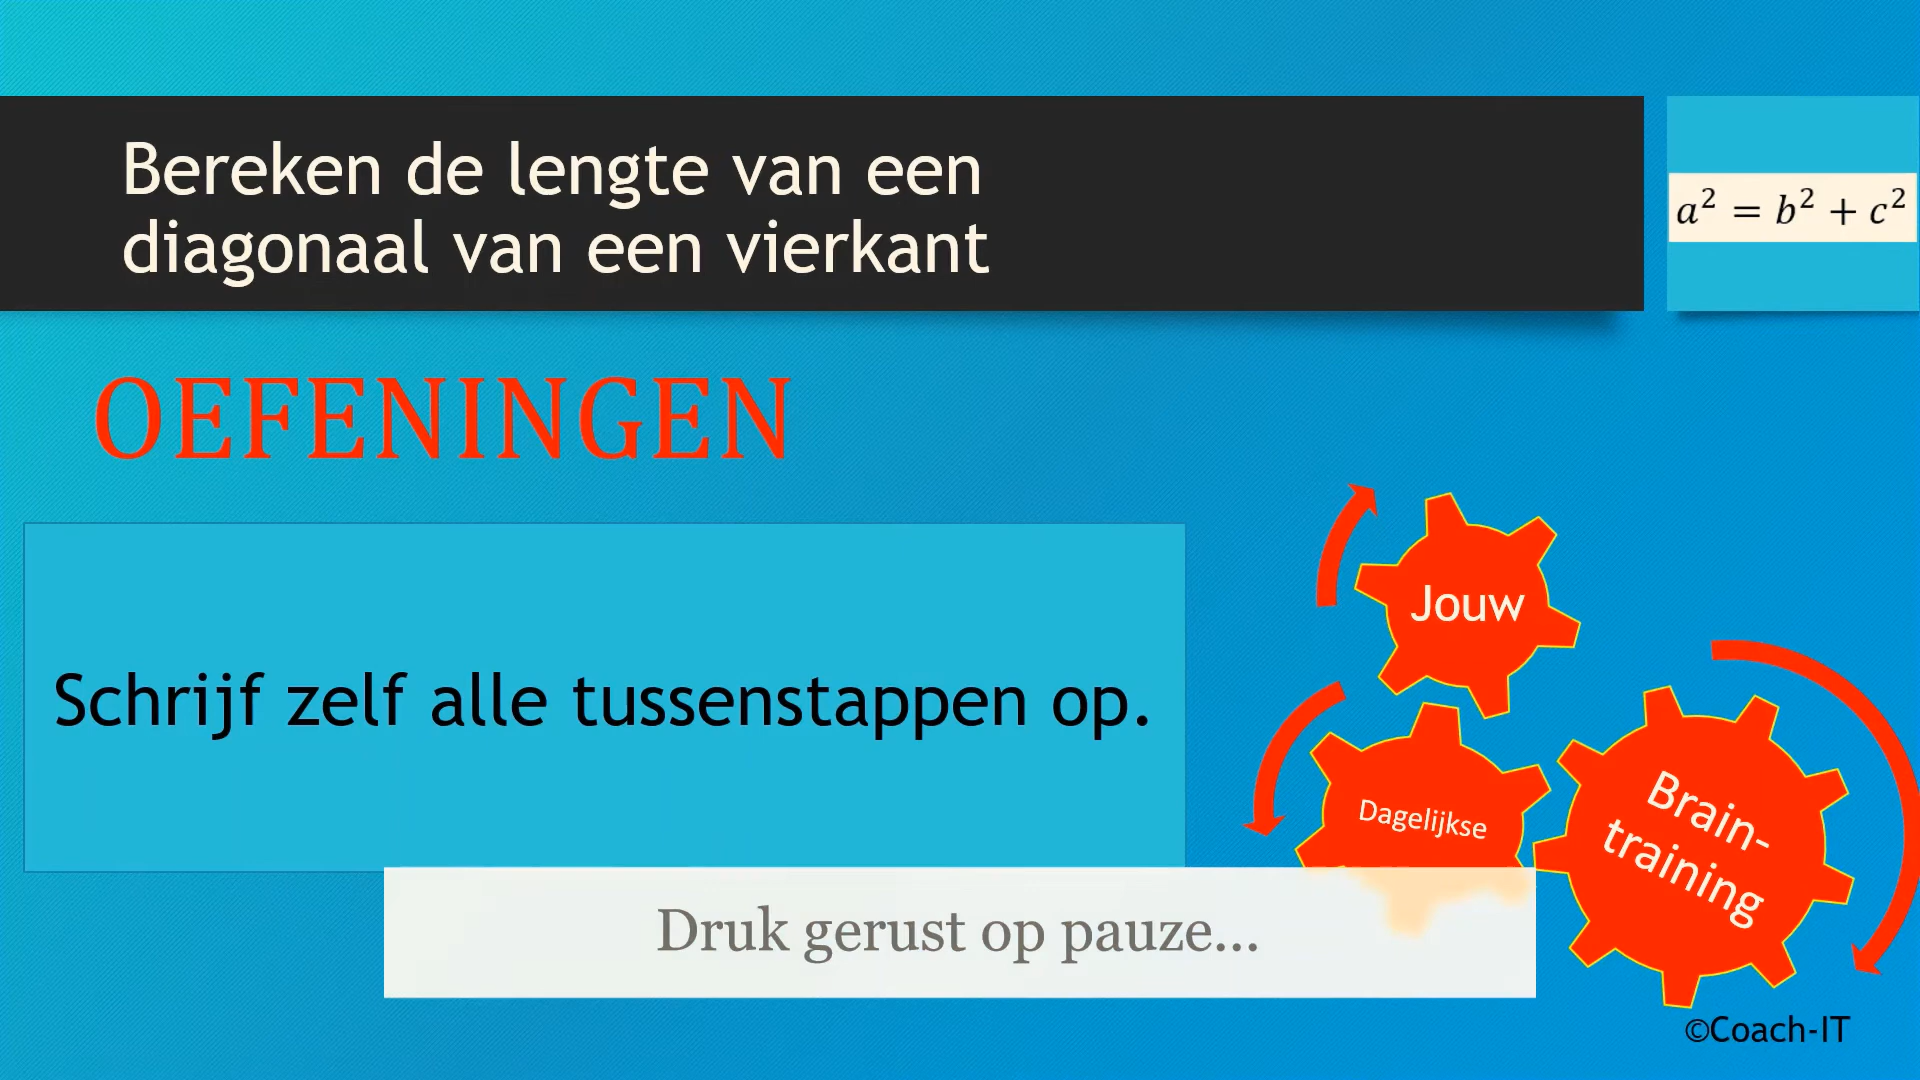 Bereken de lengte van een
diagonaal van een vierkant
a² = b² + c²
OEFENINGEN
Schrijf zelf alle tussenstappen op.
Jouw
Dagelijkse
Brain-
training
Druk gerust op pauze...
©Coach-IT